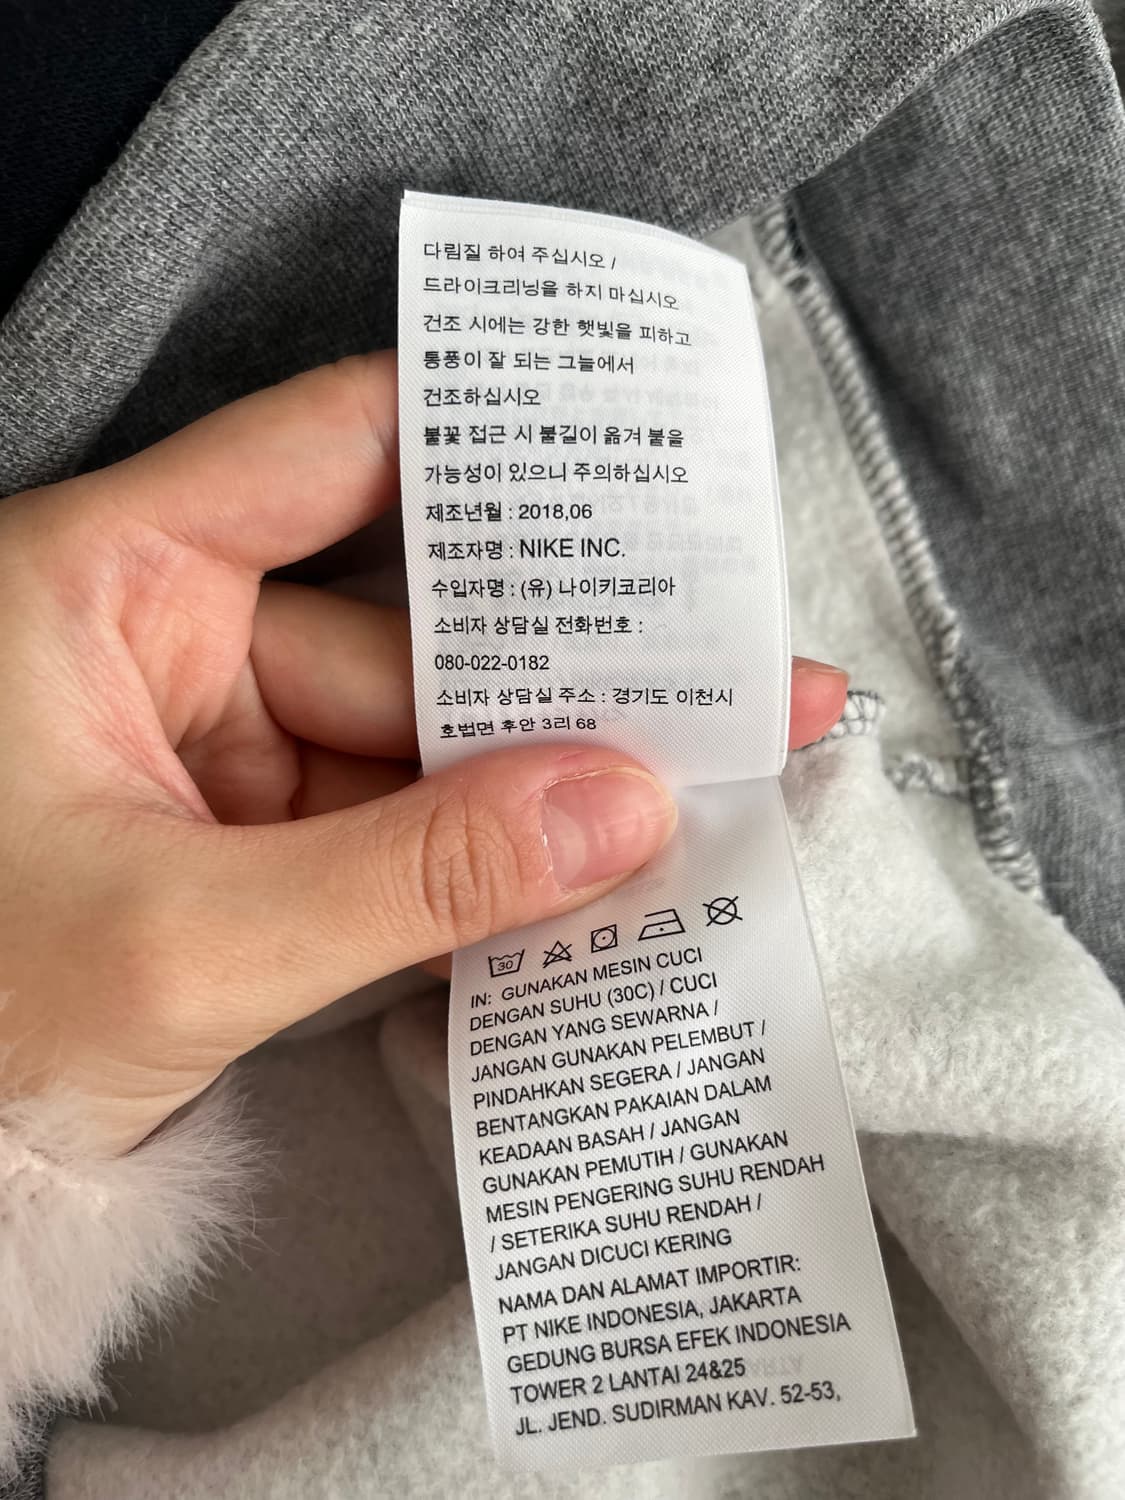 다림질 하여 주십시오 /
드라이크리닝을 하지 마십시오
건조 시에는 강한 햇빛을 피하고
통풍이 잘 되는 그늘에서
건조하십시오
불꽃 접근 시 불길이 옮겨 붙을
가능성이 있으니 주의하십시오
제조년월 : 2018,06
제조자명 : NIKE INC.
수입자명 : (유) 나이키코리아
소비자 상담실 전화번호 :
080-022-0182
소비자 상담실 주소 : 경기도 이천시
호법면 후안 3리 68
30
IN: GUNAKAN MESIN CUCI
DENGAN SUHU (30C) / CUCI
DENGAN YANG SEWARNA /
JANGAN GUNAKAN PELEMBUT /
PINDAHKAN SEGERA / JANGAN
BENTANGKAN PAKAIAN DALAM
KEADAAN BASAH / JANGAN
GUNAKAN PEMUTIH / GUNAKAN
MESIN PENGERING SUHU RENDAH
/ SETERIKA SUHU RENDAH /
JANGAN DICUCI KERING
NAMA DAN ALAMAT IMPORTIR:
PT NIKE INDONESIA, JAKARTA
GEDUNG BURSA EFEK INDONESIA
TOWER 2 LANTAI 24&25
JL. JEND. SUDIRMAN KAV. 52-53,